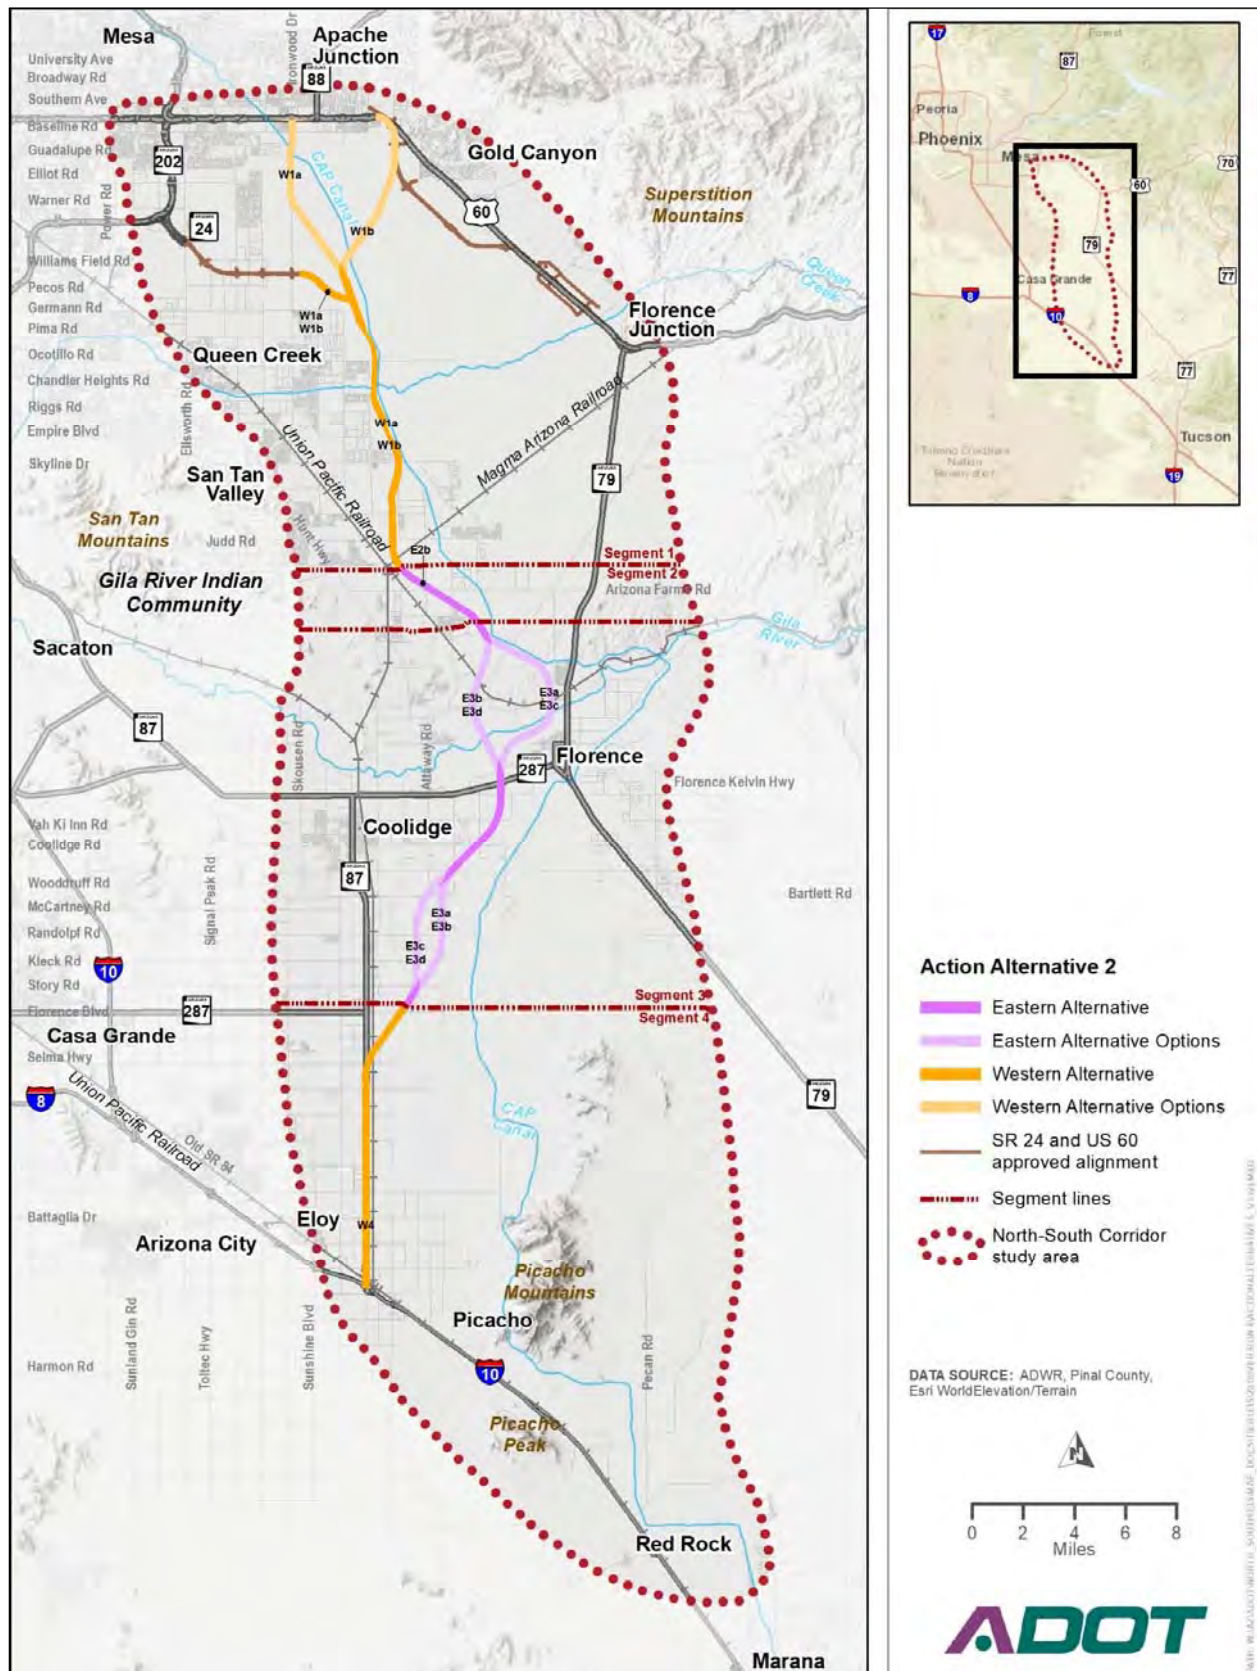 Mesa
Apache
Junction
Ironwood Dr
University Ave
Broadway Rd
Southern Ave
Baseline Rd
Guadalupe Rd
Elliot Rd
Warner Rd
Power Rd
Williams Field Rd
Pecos Rd
Germann Rd
Pima Rd
Ocotillo Rd
Chandler Heights Rd
Riggs Rd
Empire Blvd
Skyline Dr
88
202
24
60
W1a
CAP Canal
W1b
Gold Canyon
Superstition
Mountains
Queen
Creek
W1a
W1b
Florence
Junction
Queen Creek
Ellsworth Rd
Union Pacific Railroad
Magma Arizona Railroad
W1a
W1b
79
San Tan
Valley
San Tan
Mountains
Judd Rd
Hunt Hwy
Gila River Indian
Community
E2b
Segment 1
Segment 2
Arizona Farms Rd
Gila
River
Sacaton
87
Skousen Rd
Attaway Rd
E3b
E3d
E3a
E3c
Florence
287
Florence Kelvin Hwy
Vah Ki Inn Rd
Coolidge Rd
Coolidge
Wooddruff Rd
McCartney Rd
Randolpf Rd
Kleck Rd
Story Rd
Florence Blvd
Signal Peak Rd
87
10
Bartlett Rd
E3a
E3b
E3c
E3d
287
Segment 3
Segment 4
Casa Grande
Selma Hwy
8
Union Pacific Railroad
Old SR 84
79
CAP
Canal
Battaglia Dr
Eloy
W4
Arizona City
Picacho
Mountains
Picacho
Sunland Gin Rd
Toltec Hwy
Sunshine Blvd
Harmon Rd
10
Pecan Rd
Picacho
Peak
Red Rock
Marana
17
Forest
87
Peoria
Phoenix
Mesa
70
60
79
77
Casa Grande
8
10
77
Tucson
19
Action Alternative 2
Eastern Alternative
Eastern Alternative Options
Western Alternative
Western Alternative Options
SR 24 and US 60
approved alignment
Segment lines
North-South Corridor
study area
DATA SOURCE: ADWR, Pinal County,
Esri WorldElevation/Terrain
N
0 2 4 6 8
Miles
ADOT